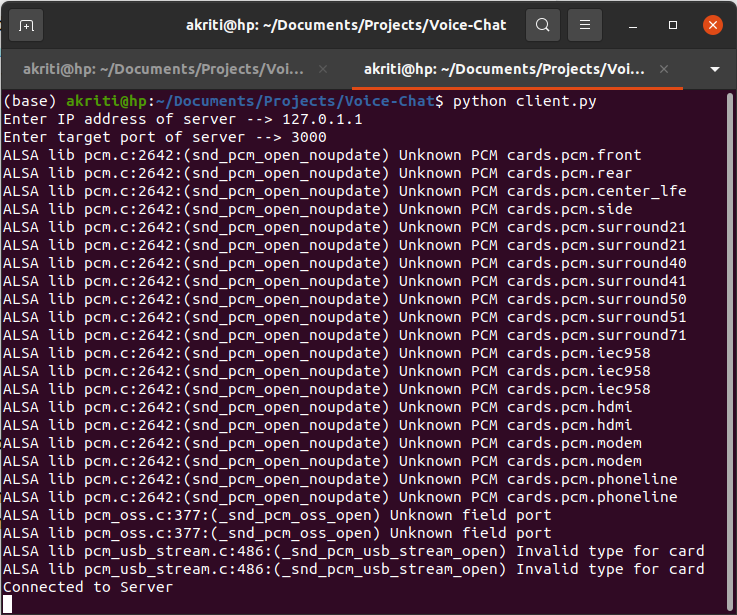 akriti@hp: ~/Documents/Projects/Voice-Chat
akriti@hp: ~/Documents/Projects/Voi...
akriti@hp: ~/Documents/Projects/Voi...
(base) akriti@hp:~/Documents/Projects/Voice-Chat$ python client.py
Enter IP address of server --> 127.0.1.1
Enter target port of server --> 3000
ALSA lib pcm.c:2642:(snd_pcm_open_noupdate) Unknown PCM cards.pcm.front
ALSA lib pcm.c:2642:(snd_pcm_open_noupdate) Unknown PCM cards.pcm.rear
ALSA lib pcm.c:2642:(snd_pcm_open_noupdate) Unknown PCM cards.pcm.center_lfe
ALSA lib pcm.c:2642:(snd_pcm_open_noupdate) Unknown PCM cards.pcm.side
ALSA lib pcm.c:2642:(snd_pcm_open_noupdate) Unknown PCM cards.pcm.surround21
ALSA lib pcm.c:2642:(snd_pcm_open_noupdate) Unknown PCM cards.pcm.surround21
ALSA lib pcm.c:2642:(snd_pcm_open_noupdate) Unknown PCM cards.pcm.surround40
ALSA lib pcm.c:2642:(snd_pcm_open_noupdate) Unknown PCM cards.pcm.surround41
ALSA lib pcm.c:2642:(snd_pcm_open_noupdate) Unknown PCM cards.pcm.surround50
ALSA lib pcm.c:2642:(snd_pcm_open_noupdate) Unknown PCM cards.pcm.surround51
ALSA lib pcm.c:2642:(snd_pcm_open_noupdate) Unknown PCM cards.pcm.surround71
ALSA lib pcm.c:2642:(snd_pcm_open_noupdate) Unknown PCM cards.pcm.iec958
ALSA lib pcm.c:2642:(snd_pcm_open_noupdate) Unknown PCM cards.pcm.iec958
ALSA lib pcm.c:2642:(snd_pcm_open_noupdate) Unknown PCM cards.pcm.iec958
ALSA lib pcm.c:2642:(snd_pcm_open_noupdate) Unknown PCM cards.pcm.hdmi
ALSA lib pcm.c:2642:(snd_pcm_open_noupdate) Unknown PCM cards.pcm.hdmi
ALSA lib pcm.c:2642:(snd_pcm_open_noupdate) Unknown PCM cards.pcm.modem
ALSA lib pcm.c:2642:(snd_pcm_open_noupdate) Unknown PCM cards.pcm.modem
ALSA lib pcm.c:2642:(snd_pcm_open_noupdate) Unknown PCM cards.pcm.phoneline
ALSA lib pcm.c:2642:(snd_pcm_open_noupdate) Unknown PCM cards.pcm.phoneline
ALSA lib pcm_oss.c:377:(_snd_pcm_oss_open) Unknown field port
ALSA lib pcm_oss.c:377:(_snd_pcm_oss_open) Unknown field port
ALSA lib pcm_usb_stream.c:486:(_snd_pcm_usb_stream_open) Invalid type for card
ALSA lib pcm_usb_stream.c:486:(_snd_pcm_usb_stream_open) Invalid type for card
Connected to Server